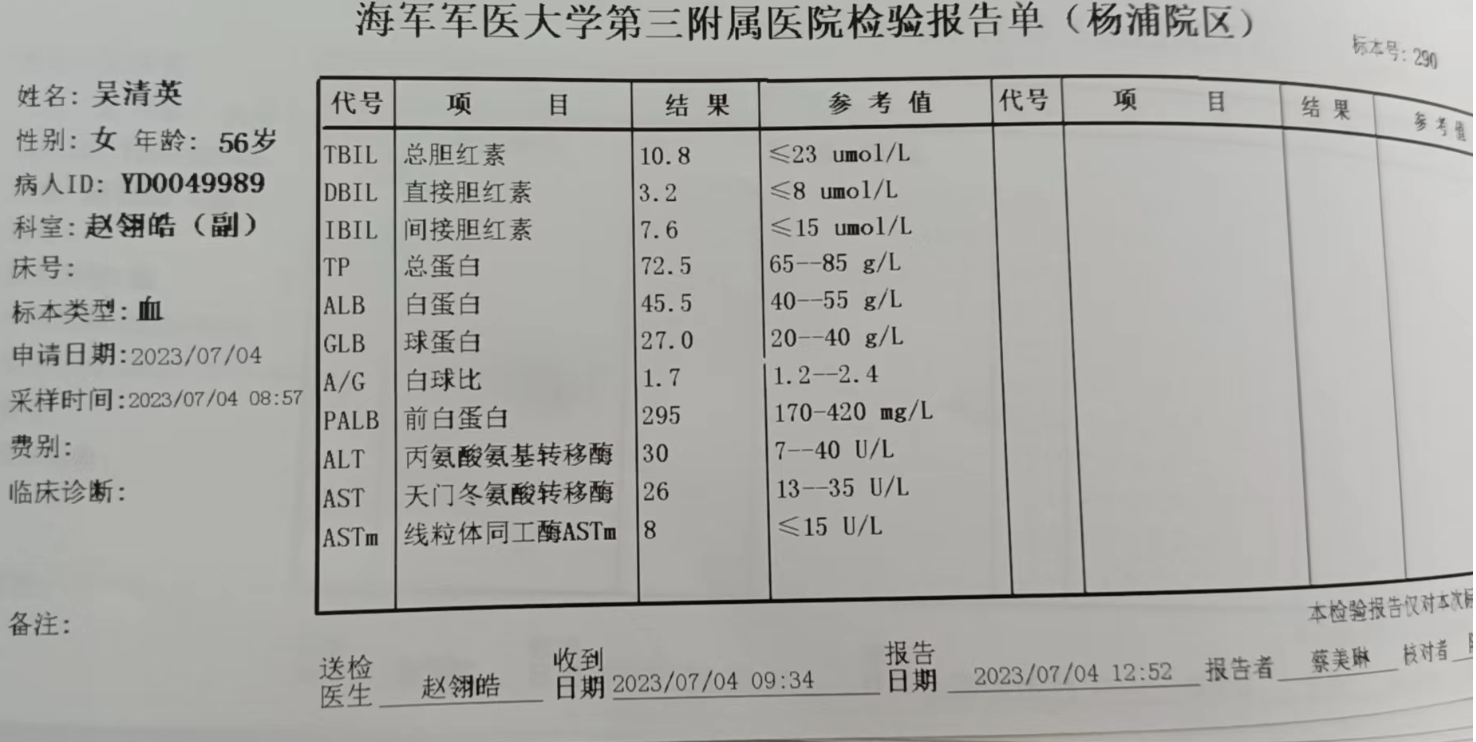 海军军医大学第三附属医院检验报告单（杨浦院区）
标本号: 290
姓名: 吴清英
性别: 女 年龄: 56岁
病人ID: YD0049989
科室: 赵翎皓（副）
床号:
标本类型: 血
申请日期:2023/07/04
采样时间:2023/07/04 08:57
费别:
临床诊断:
备注:
代号 项 目 结 果 参 考 值 代号 项 目 结 果 参 考 值
TBIL 总胆红素 10.8 ≤23 umol/L
DBIL 直接胆红素 3.2 ≤8 umol/L
IBIL 间接胆红素 7.6 ≤15 umol/L
TP 总蛋白 72.5 65--85 g/L
ALB 白蛋白 45.5 40--55 g/L
GLB 球蛋白 27.0 20--40 g/L
A/G 白球比 1.7 1.2--2.4
PALB 前白蛋白 295 170-420 mg/L
ALT 丙氨酸氨基转移酶 30 7--40 U/L
AST 天门冬氨酸转移酶 26 13--35 U/L
ASTm 线粒体同工酶ASTm 8 ≤15 U/L
本检验报告仅对本次标
送检医生 赵翎皓 收到日期 2023/07/04 09:34 报告日期 2023/07/04 12:52 报告者 蔡美琳 核对者